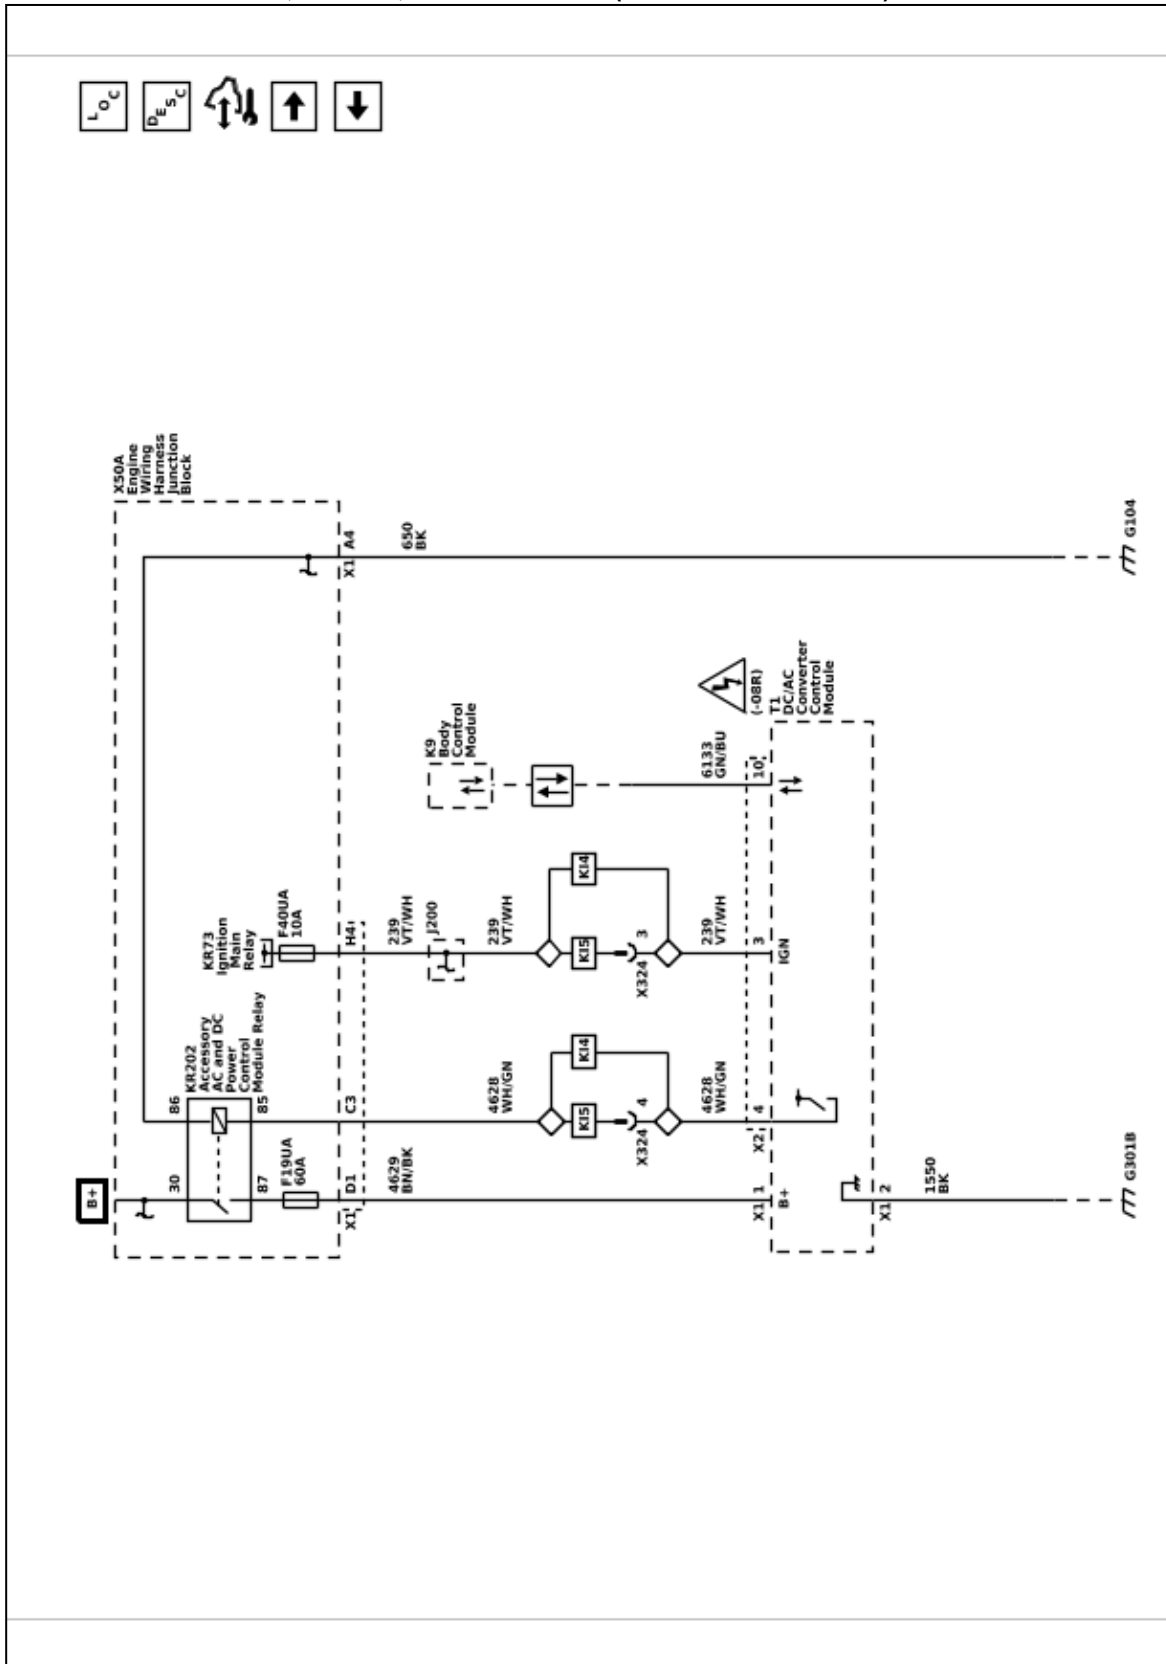 LOC
DESC
B+
X50A
Engine
Wiring
Harness
Junction
Block
30
86
KR202
Accessory
AC and DC
Power
Control
Module Relay
87
85
F19UA
60A
KR73
Ignition
Main
Relay
F40UA
10A
X1
D1
C3
H4
X1
A4
4629
BN/BK
239
VT/WH
650
BK
J200
K9
Body
Control
Module
4628
WH/GN
239
VT/WH
KI5
KI4
KI5
KI4
X324
4
X324
3
4628
WH/GN
239
VT/WH
6133
GN/BU
(-08R)
X1
1
X2
4
3
10
T1
DC/AC
Converter
Control
Module
B+
IGN
X1
2
1550
BK
G301B
G104